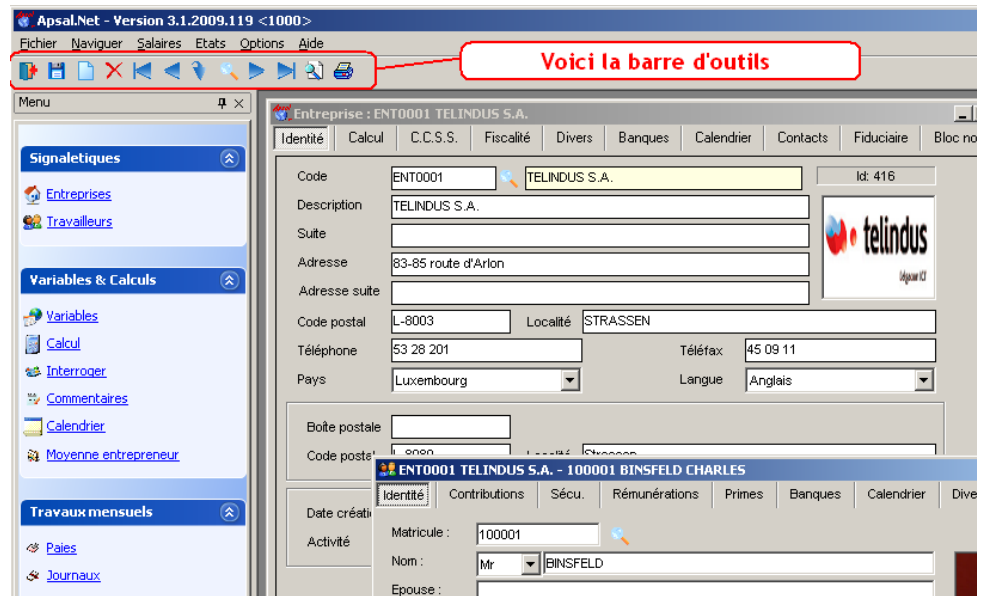 Apsal.Net - Version 3.1.2009.119 <1000>
Fichier Naviguer Salaires Etats Options Aide
Voici la barre d'outils
Menu
Signaletiques
Entreprises
Travailleurs
Variables & Calculs
Variables
Calcul
Interroger
Commentaires
Calendrier
Moyenne entrepreneur
Travaux mensuels
Paies
Journaux
Entreprise : ENT0001 TELINDUS S.A.
Identité Calcul C.C.S.S. Fiscalité Divers Banques Calendrier Contacts Fiduciaire Bloc no
Code ENT0001 TELINDUS S.A. Id: 416
Description TELINDUS S.A.
Suite
telindus
Adresse 83-85 route d'Arlon
Adresse suite
Code postal L-8003 Localité STRASSEN
Téléphone 53 28 201 Téléfax 45 09 11
Pays Luxembourg Langue Anglais
Boîte postale
Code postal L-8080 Localité Strassen
Date créati
Activité
ENT0001 TELINDUS S.A. - 100001 BINSFELD CHARLES
Identité Contributions Sécu. Rémunérations Primes Banques Calendrier Dive
Matricule : 100001
Nom : Mr BINSFELD
Epouse :